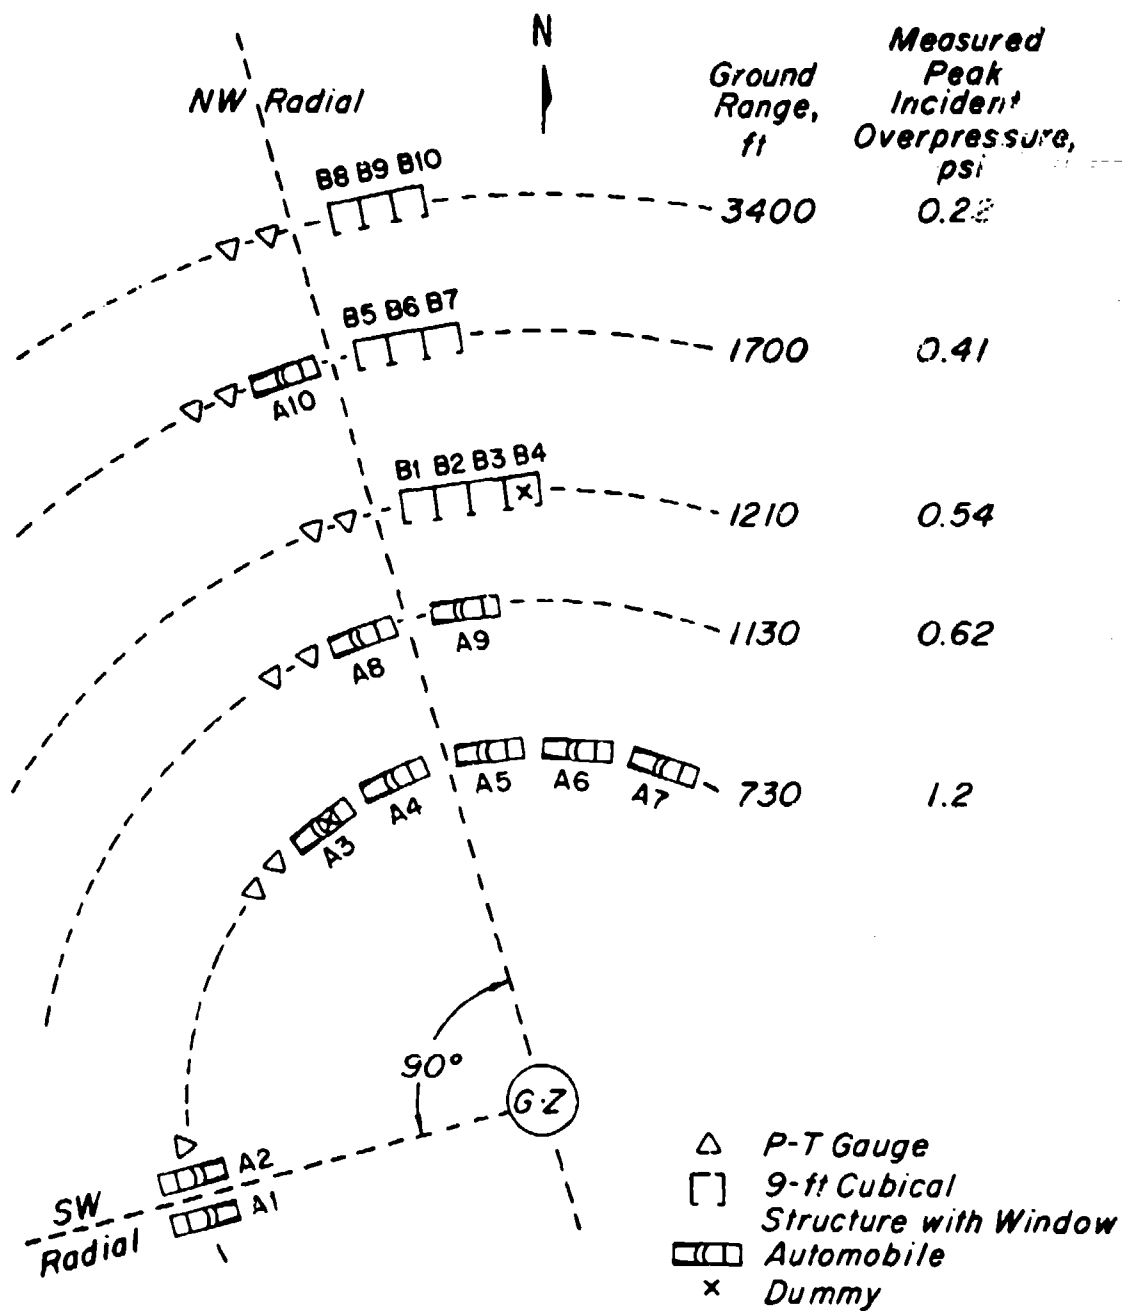 N
NW Radial
Ground
Range,
ft
Measured
Peak
Incident
Overpressure,
psi
B8 B9 B10
3400
B5 B6 B7
1700 0.41
A10
B1 B2 B3 B4
1210 0.54
1130 0.62
A8 A9
A3 A4 A5 A6 A7
730 1.2
90°
G·Z
A2
A1
SW
Radial
P-T Gauge
9-ft Cubical
Structure with Window
Automobile
Dummy